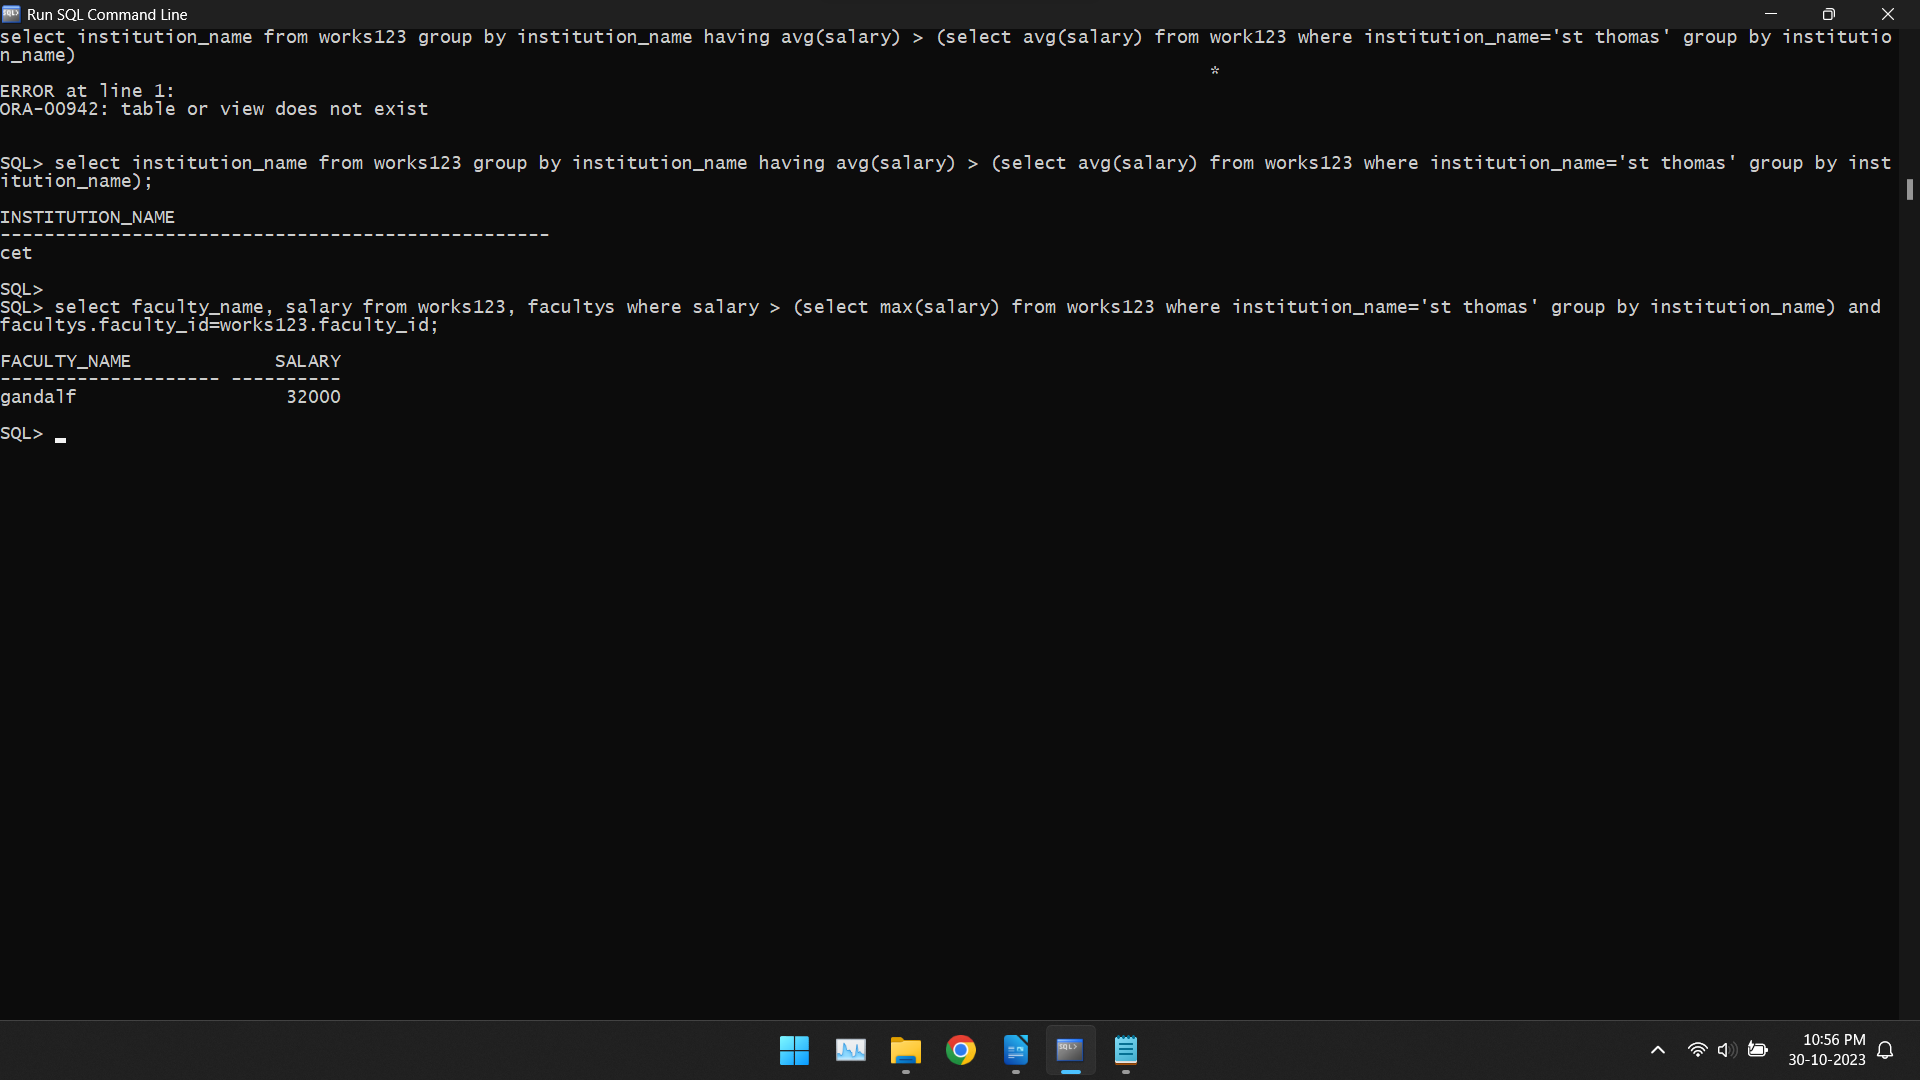 Run SQL Command Line
select institution_name from works123 group by institution_name having avg(salary) > (select avg(salary) from work123 where institution_name='st thomas' group by institutio
n_name)
*
ERROR at line 1:
ORA-00942: table or view does not exist
SQL> select institution_name from works123 group by institution_name having avg(salary) > (select avg(salary) from works123 where institution_name='st thomas' group by inst
itution_name);
INSTITUTION_NAME
--------------------------------------------------
cet
SQL>
SQL> select faculty_name, salary from works123, facultys where salary > (select max(salary) from works123 where institution_name='st thomas' group by institution_name) and
facultys.faculty_id=works123.faculty_id;
FACULTY_NAME             SALARY
-------------------- ----------
gandalf                   32000
SQL>
SQL>
10:56 PM
30-10-2023